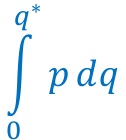 ∫₀^{q*} p dq